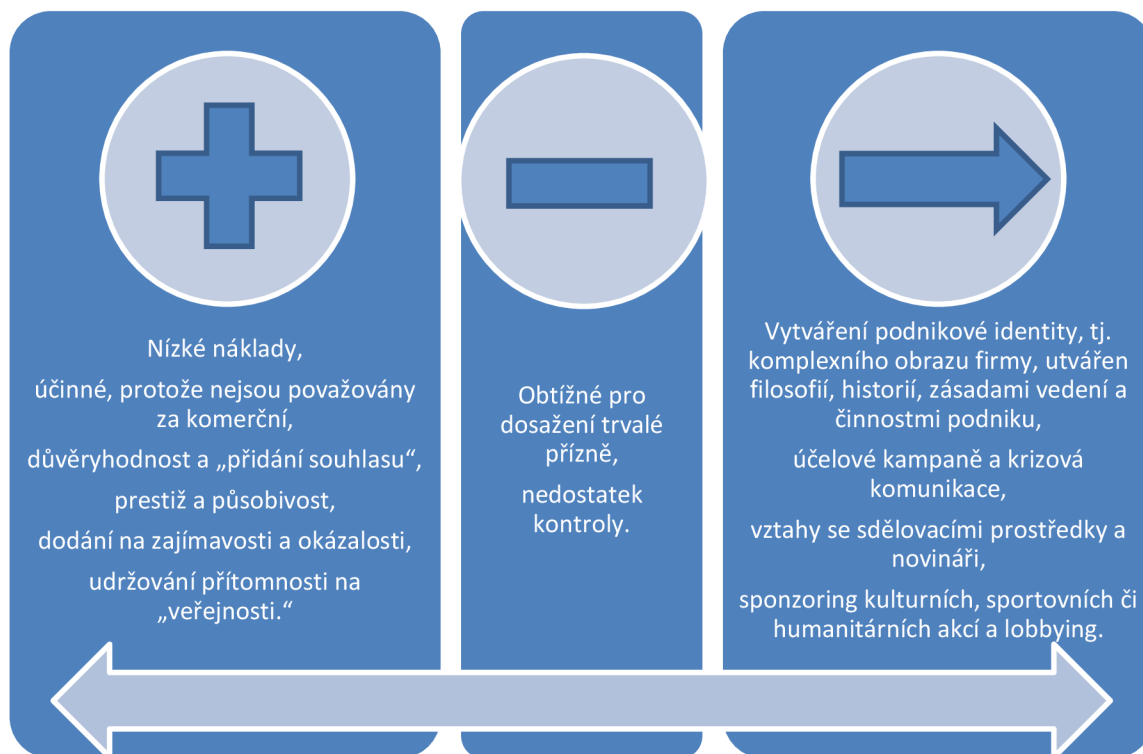 Nízké náklady,
účinné, protože nejsou považovány
za komerční,
důvěryhodnost a „přidání souhlasu“,
prestiž a působivost,
dodání na zajímavosti a okázalosti,
udržování přítomnosti na
„veřejnosti.“
Obtížné pro
dosažení trvalé
přízně,
nedostatek
kontroly.
Vytváření podnikové identity, tj.
komplexního obrazu firmy, utvářen
filosofií, historií, zásadami vedení a
činnostmi podniku,
účelové kampaně a krizová
komunikace,
vztahy se sdělovacími prostředky a
novináři,
sponzoring kulturních, sportovních či
humanitárních akcí a lobbying.